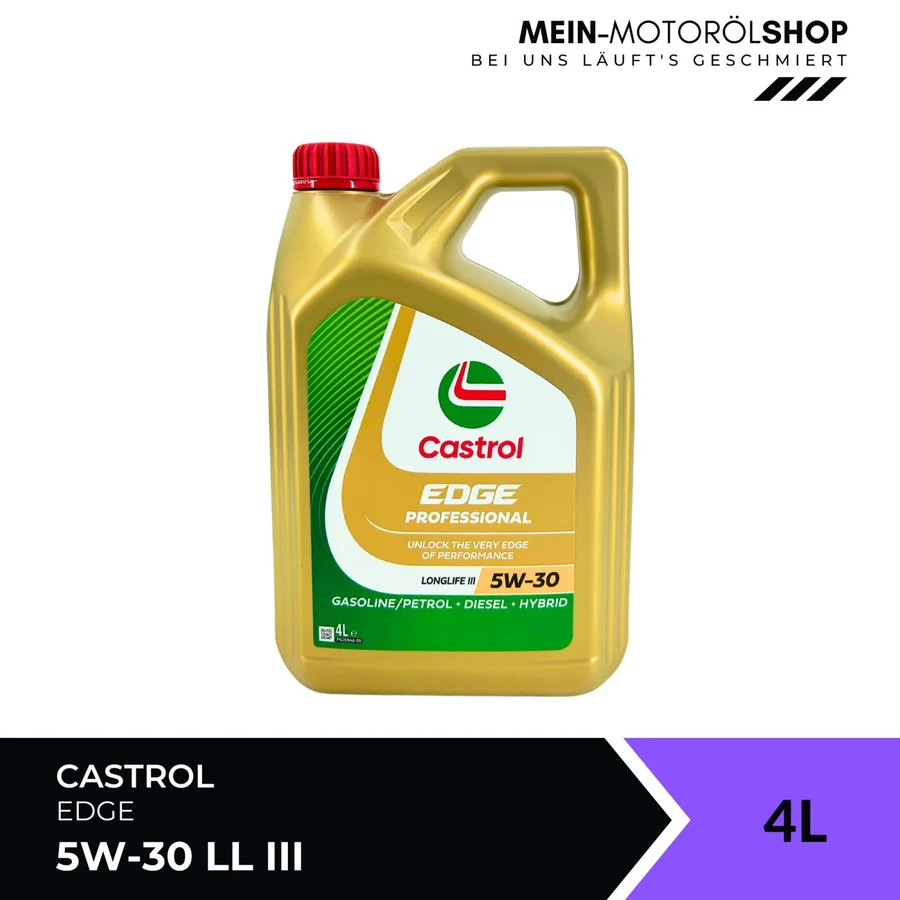 MEIN-MOTORÖLSHOP
BEI UNS LÄUFT'S GESCHMIERT
Castrol
EDGE
PROFESSIONAL
UNLOCK THE VERY EDGE
OF PERFORMANCE
LONGLIFE III 5W-30
GASOLINE/PETROL • DIESEL • HYBRID
4L e
CASTROL
EDGE
5W-30 LL III
4L